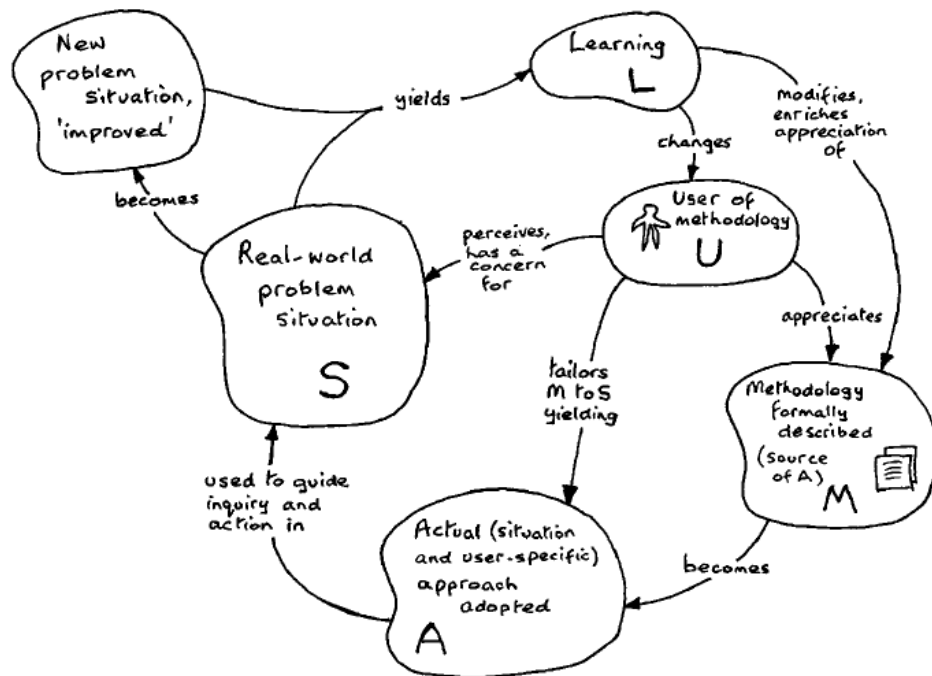 New
problem
situation,
'improved'
yields
Learning
L
modifies,
enriches
appreciation
of
changes
becomes
User of
methodology
U
perceives,
has a
concern
for
Real-world
problem
situation
S
appreciates
tailors
M to S
yielding
Methodology
formally
described
(source
of A)
M
used to guide
inquiry and
action in
Actual (situation
and user-specific)
approach
adopted
A
becomes